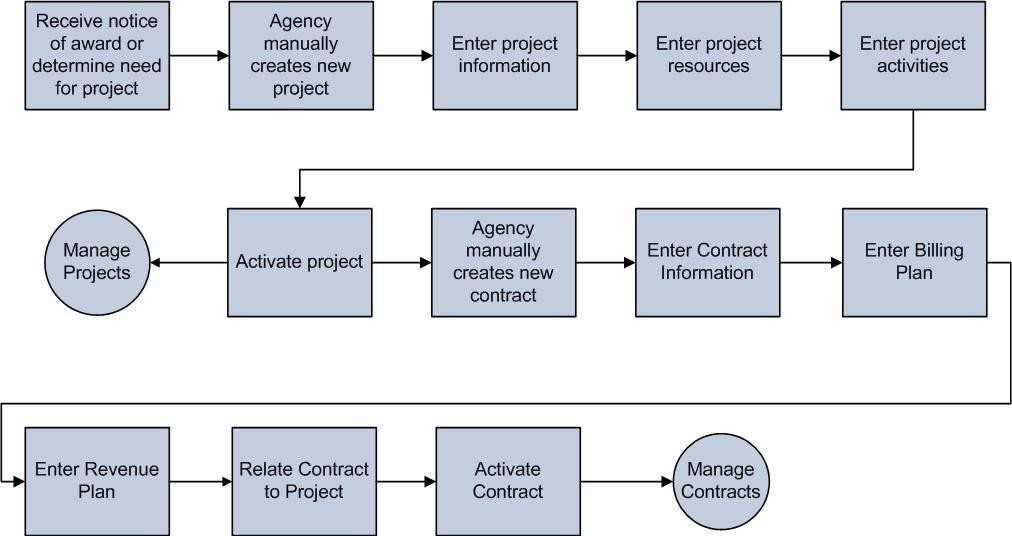 Receive notice
of award or
determine need
for project
Agency
manually
creates new
project
Enter project
information
Enter project
resources
Enter project
activities
Manage
Projects
Activate project
Agency
manually
creates new
contract
Enter Contract
Information
Enter Billing
Plan
Enter Revenue
Plan
Relate Contract
to Project
Activate
Contract
Manage
Contracts